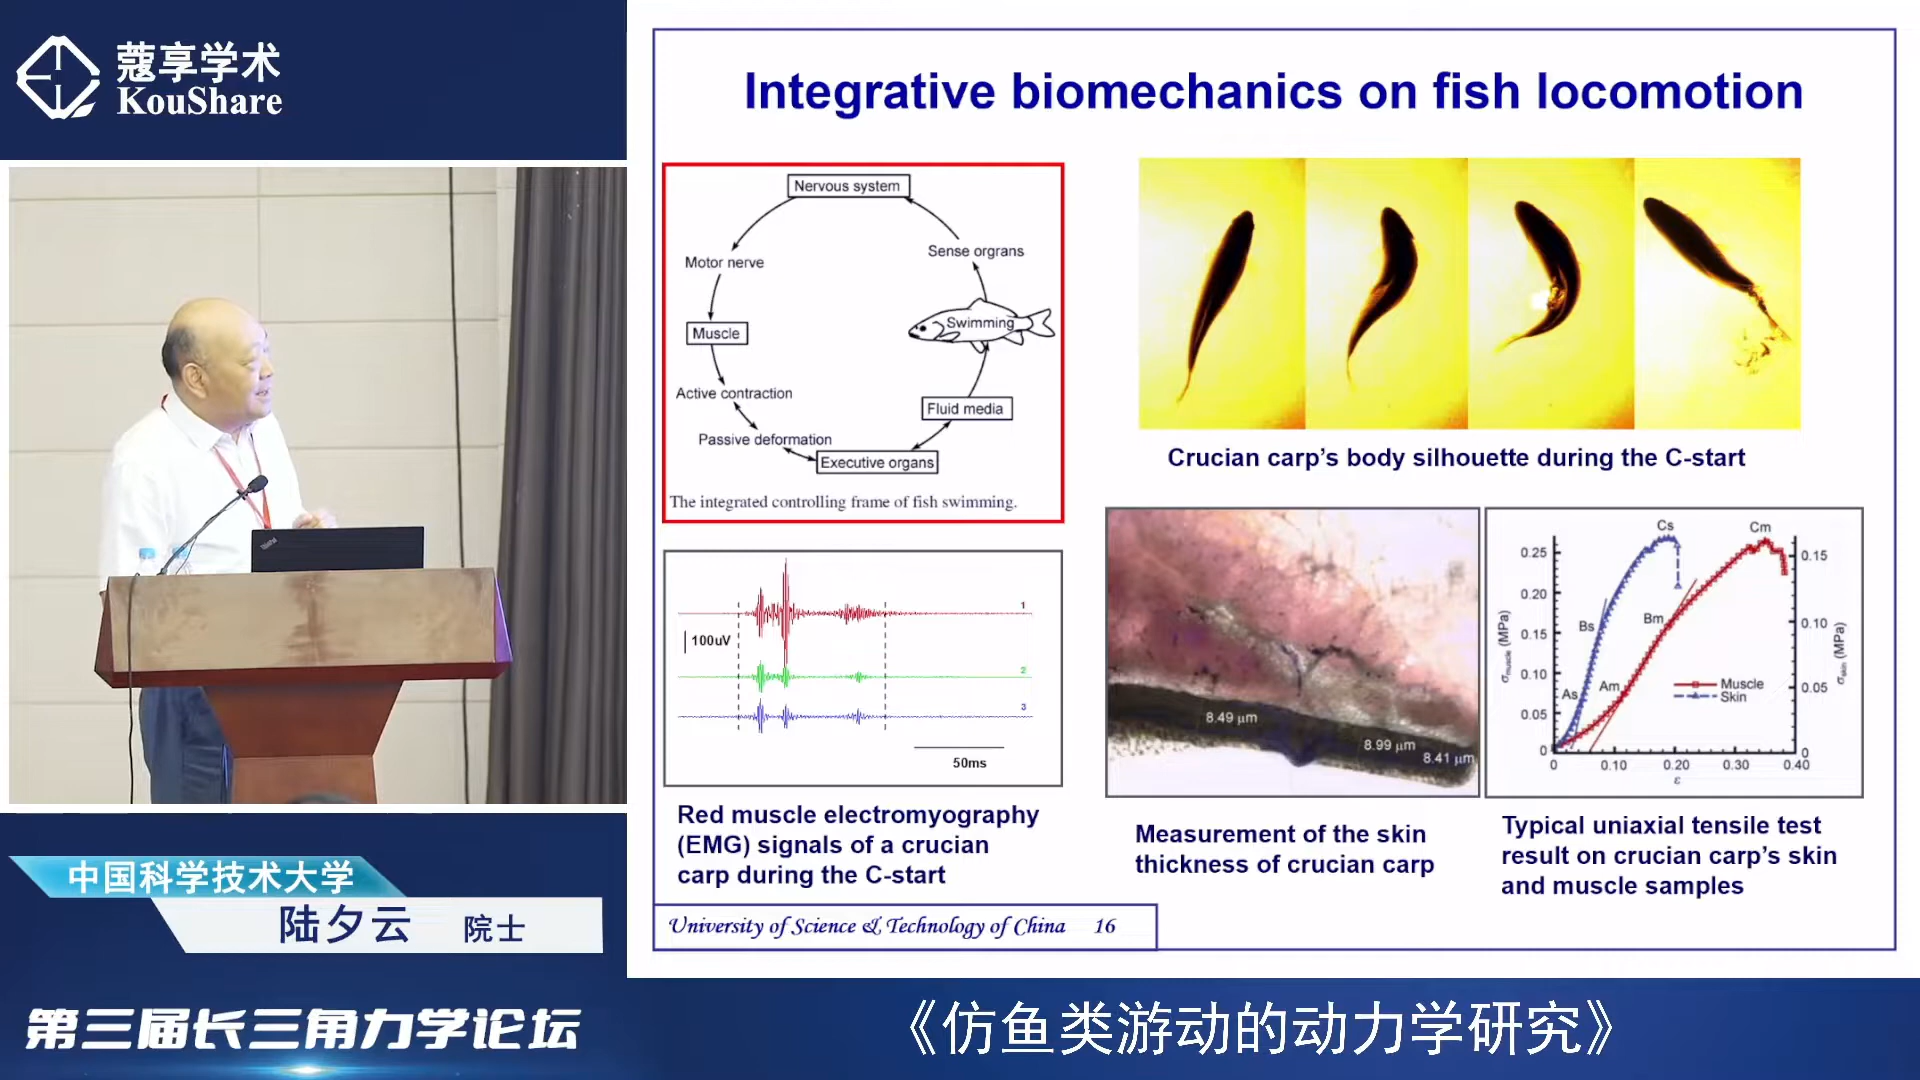 蔻享学术
KouShare
Integrative biomechanics on fish locomotion
Nervous system
Motor nerve
Sense orgrans
Muscle
Swimming
Active contraction
Fluid media
Passive deformation
Executive organs
The integrated controlling frame of fish swimming.
Crucian carp's body silhouette during the C-start
1
100uV
2
3
50ms
Red muscle electromyography
(EMG) signals of a crucian
carp during the C-start
8.49 μm
8.99 μm
8.41 μm
Measurement of the skin
thickness of crucian carp
Cs
Cm
0.25
0.20
0.15
0.10
0.05
0
σmuscle (MPa)
Bs
Bm
As
Am
Muscle
Skin
0.15
0.10
0.05
0
σskin (MPa)
0
0.10
0.20
0.30
0.40
ε
Typical uniaxial tensile test
result on crucian carp's skin
and muscle samples
University of Science & Technology of China 16
ThinkPad
中国科学技术大学
陆夕云 院士
第三届长三角力学论坛
《仿鱼类游动的动力学研究》